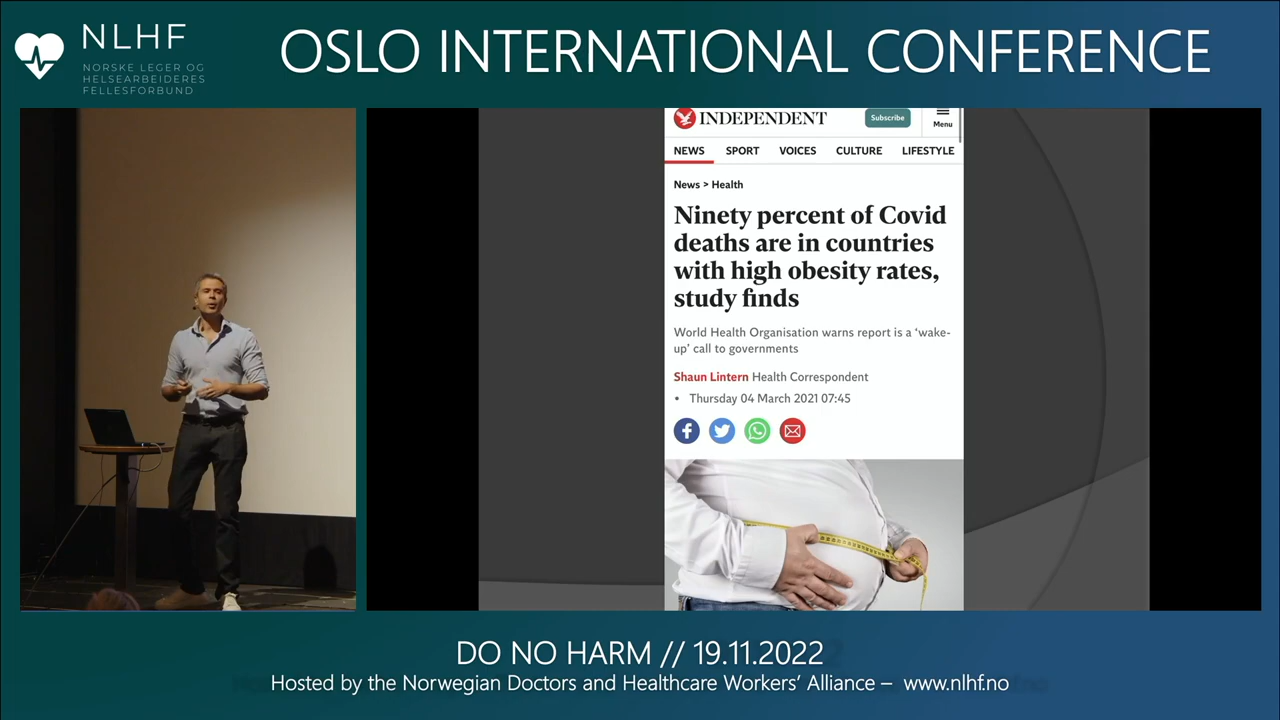 NLHF
NORSKE LEGER OG
HELSEARBEIDERES
FELLESFORBUND
OSLO INTERNATIONAL CONFERENCE
INDEPENDENT
Subscribe
Menu
NEWS SPORT VOICES CULTURE LIFESTYLE
News > Health
Ninety percent of Covid
deaths are in countries
with high obesity rates,
study finds
World Health Organisation warns report is a ‘wake-
up’ call to governments
Shaun Lintern Health Correspondent
• Thursday 04 March 2021 07:45
DO NO HARM // 19.11.2022
Hosted by the Norwegian Doctors and Healthcare Workers’ Alliance – www.nlhf.no